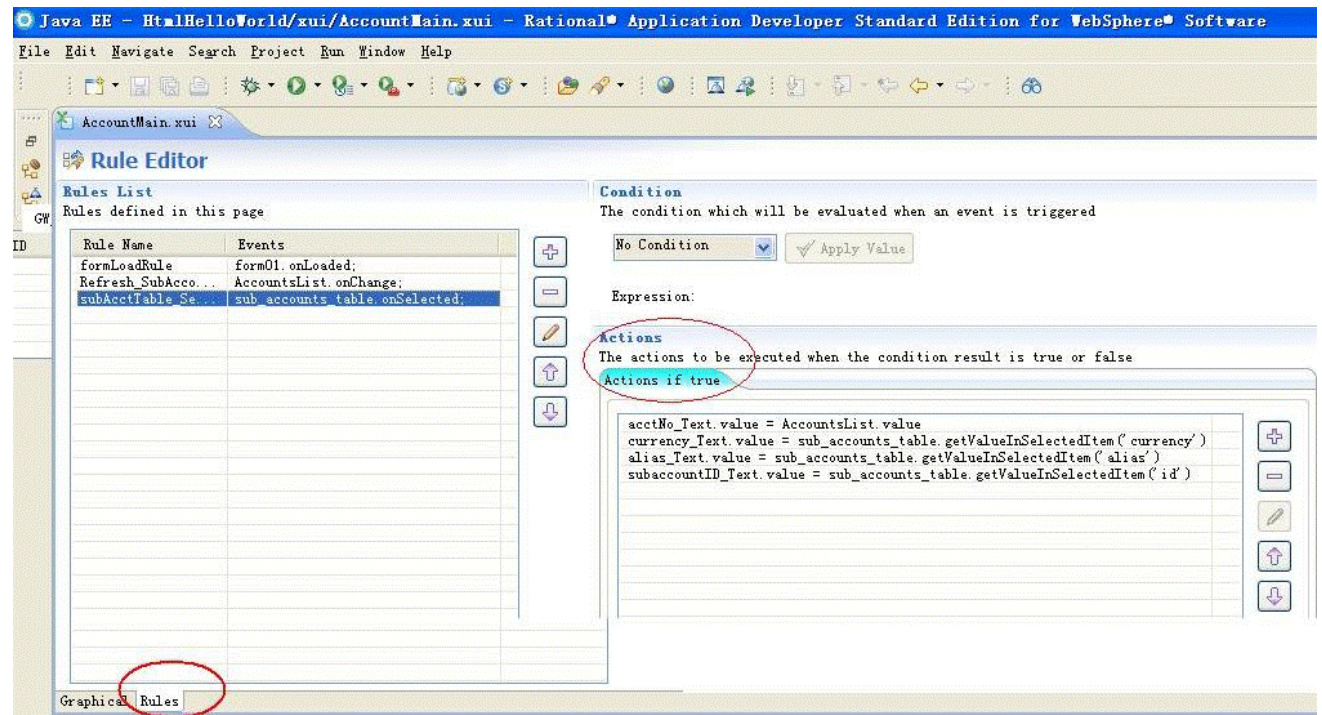 Java EE - HtmlHelloWorld/xui/AccountMain.xui - Rational® Application Developer Standard Edition for WebSphere® Software
File Edit Navigate Search Project Run Window Help
AccountMain.xui
Rule Editor
Rules List
Rules defined in this page
GW
ID
Rule Name Events
formLoadRule form01.onLoaded;
Refresh_SubAcco... AccountsList.onChange;
subAcctTable_Se... sub_accounts_table.onSelected;
Condition
The condition which will be evaluated when an event is triggered
No Condition Apply Value
Expression:
Actions
The actions to be executed when the condition result is true or false
Actions if true
acctNo_Text.value = AccountsList.value
currency_Text.value = sub_accounts_table.getValueInSelectedItem('currency')
alias_Text.value = sub_accounts_table.getValueInSelectedItem('alias')
subaccountID_Text.value = sub_accounts_table.getValueInSelectedItem('id')
Graphical Rules